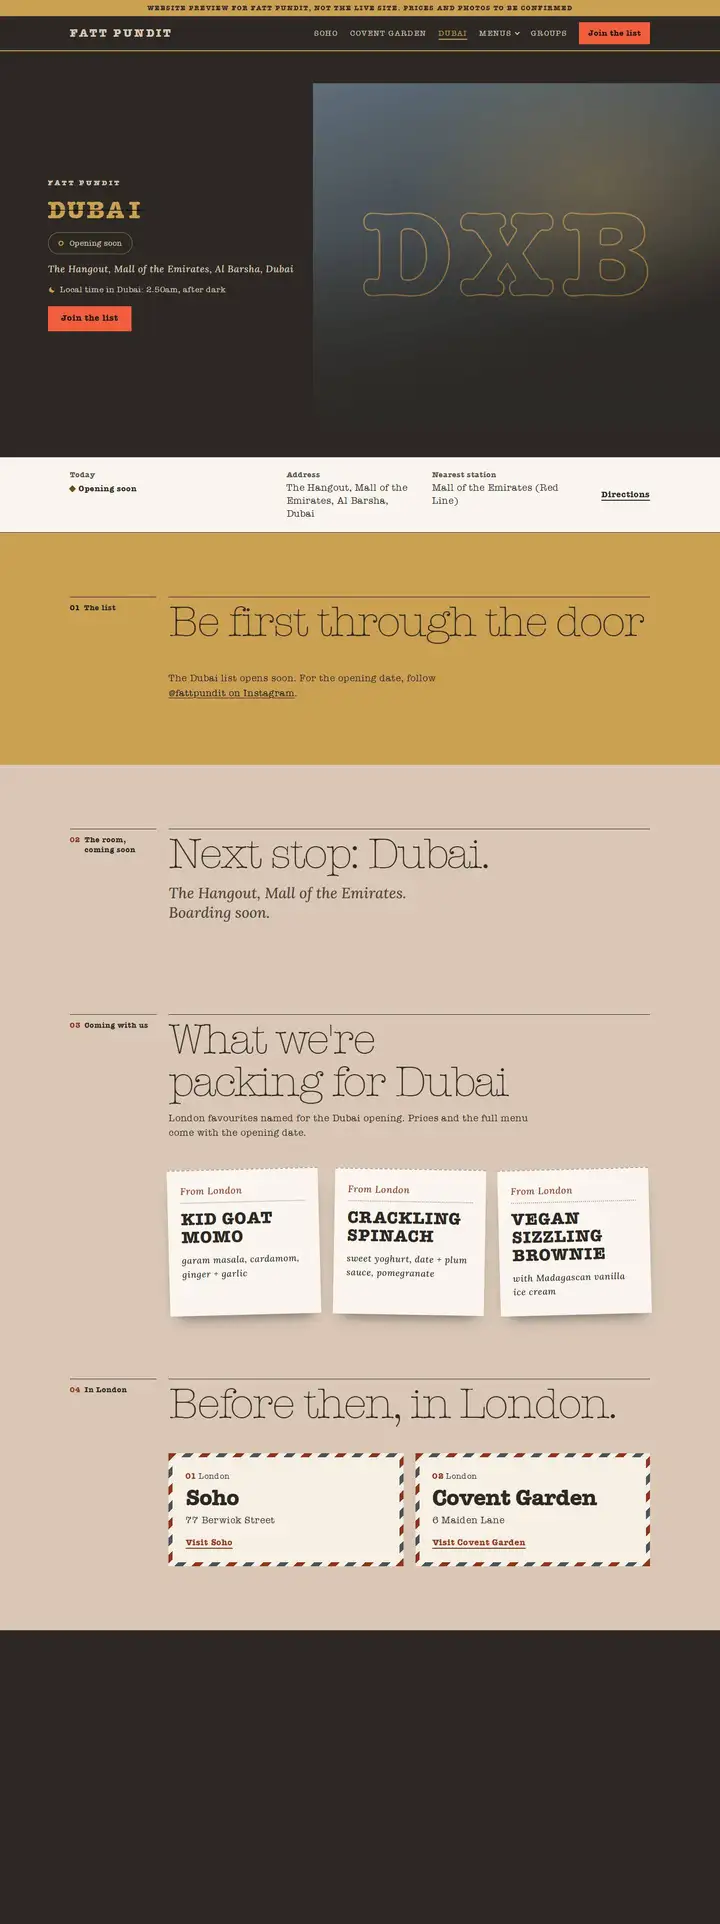 WEBSITE PREVIEW FOR FATT PUNDIT, NOT THE LIVE SITE. PRICES AND PHOTOS TO BE CONFIRMED
FATT PUNDIT
SOHO
COVENT GARDEN
DUBAI
MENUS
GROUPS
Join the list
FATT PUNDIT
DUBAI
Opening soon
The Hangout, Mall of the Emirates, Al Barsha, Dubai
Local time in Dubai: 2.50am, after dark
Join the list
DXB
Today
Opening soon
Address
The Hangout, Mall of the
Emirates, Al Barsha,
Dubai
Nearest station
Mall of the Emirates (Red
Line)
Directions
01 The list
Be first through the door
The Dubai list opens soon. For the opening date, follow
@fattpundit on Instagram.
02 The room,
coming soon
Next stop: Dubai.
The Hangout, Mall of the Emirates.
Boarding soon.
03 Coming with us
What we're
packing for Dubai
London favourites named for the Dubai opening. Prices and the full menu
come with the opening date.
From London
KID GOAT
MOMO
garam masala, cardamom,
ginger + garlic
From London
CRACKLING
SPINACH
sweet yoghurt, date + plum
sauce, pomegranate
From London
VEGAN
SIZZLING
BROWNIE
with Madagascan vanilla
ice cream
04 In London
Before then, in London.
01 London
Soho
77 Berwick Street
Visit Soho
02 London
Covent Garden
6 Maiden Lane
Visit Covent Garden